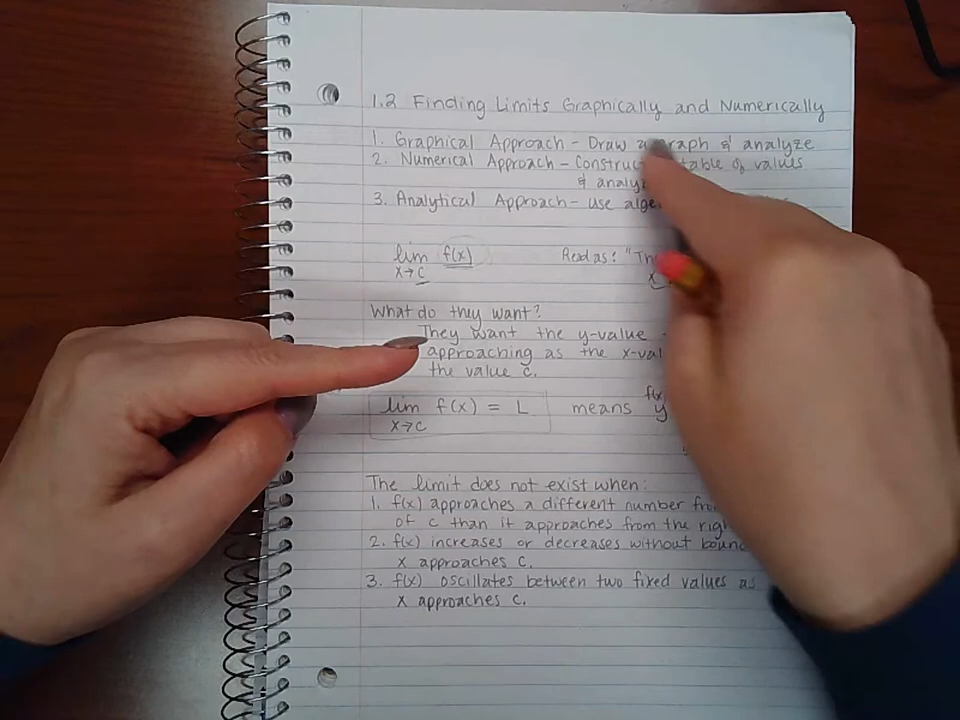 1.2 Finding Limits Graphically and Numerically
1. Graphical Approach - Draw a graph & analyze
2. Numerical Approach - Construct table of values
& analy
3. Analytical Approach - use alge
lim f(x) Read as: "Th
x→c x
What do they want?
They want the y-value
approaching as the x-val
the value c.
lim f(x) = L means y
x→c
The limit does not exist when:
1. f(x) approaches a different number fro
of c than it approaches from the righ
2. f(x) increases or decreases without boun
x approaches c.
3. f(x) oscillates between two fixed values as
x approaches c.